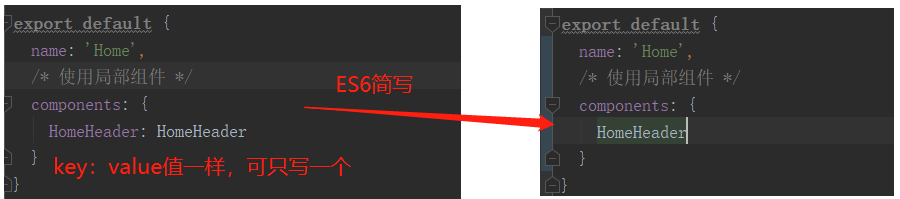 export default {
name: 'Home',
/* 使用局部组件 */
components: {
HomeHeader: HomeHeader
}
}
key：value值一样，可只写一个
ES6简写
export default {
name: 'Home',
/* 使用局部组件 */
components: {
HomeHeader
}
}